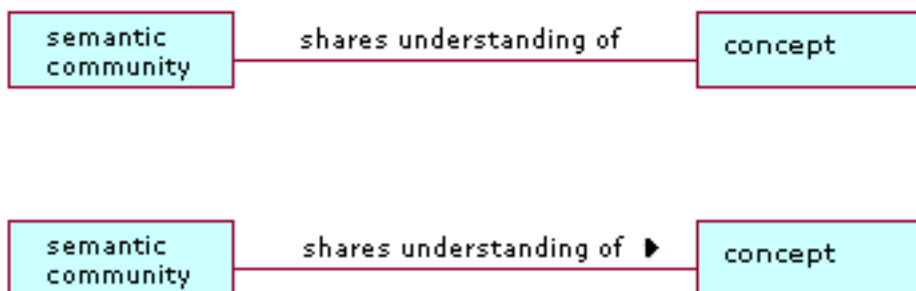 semantic
community
shares understanding of
concept
semantic
community
shares understanding of
concept